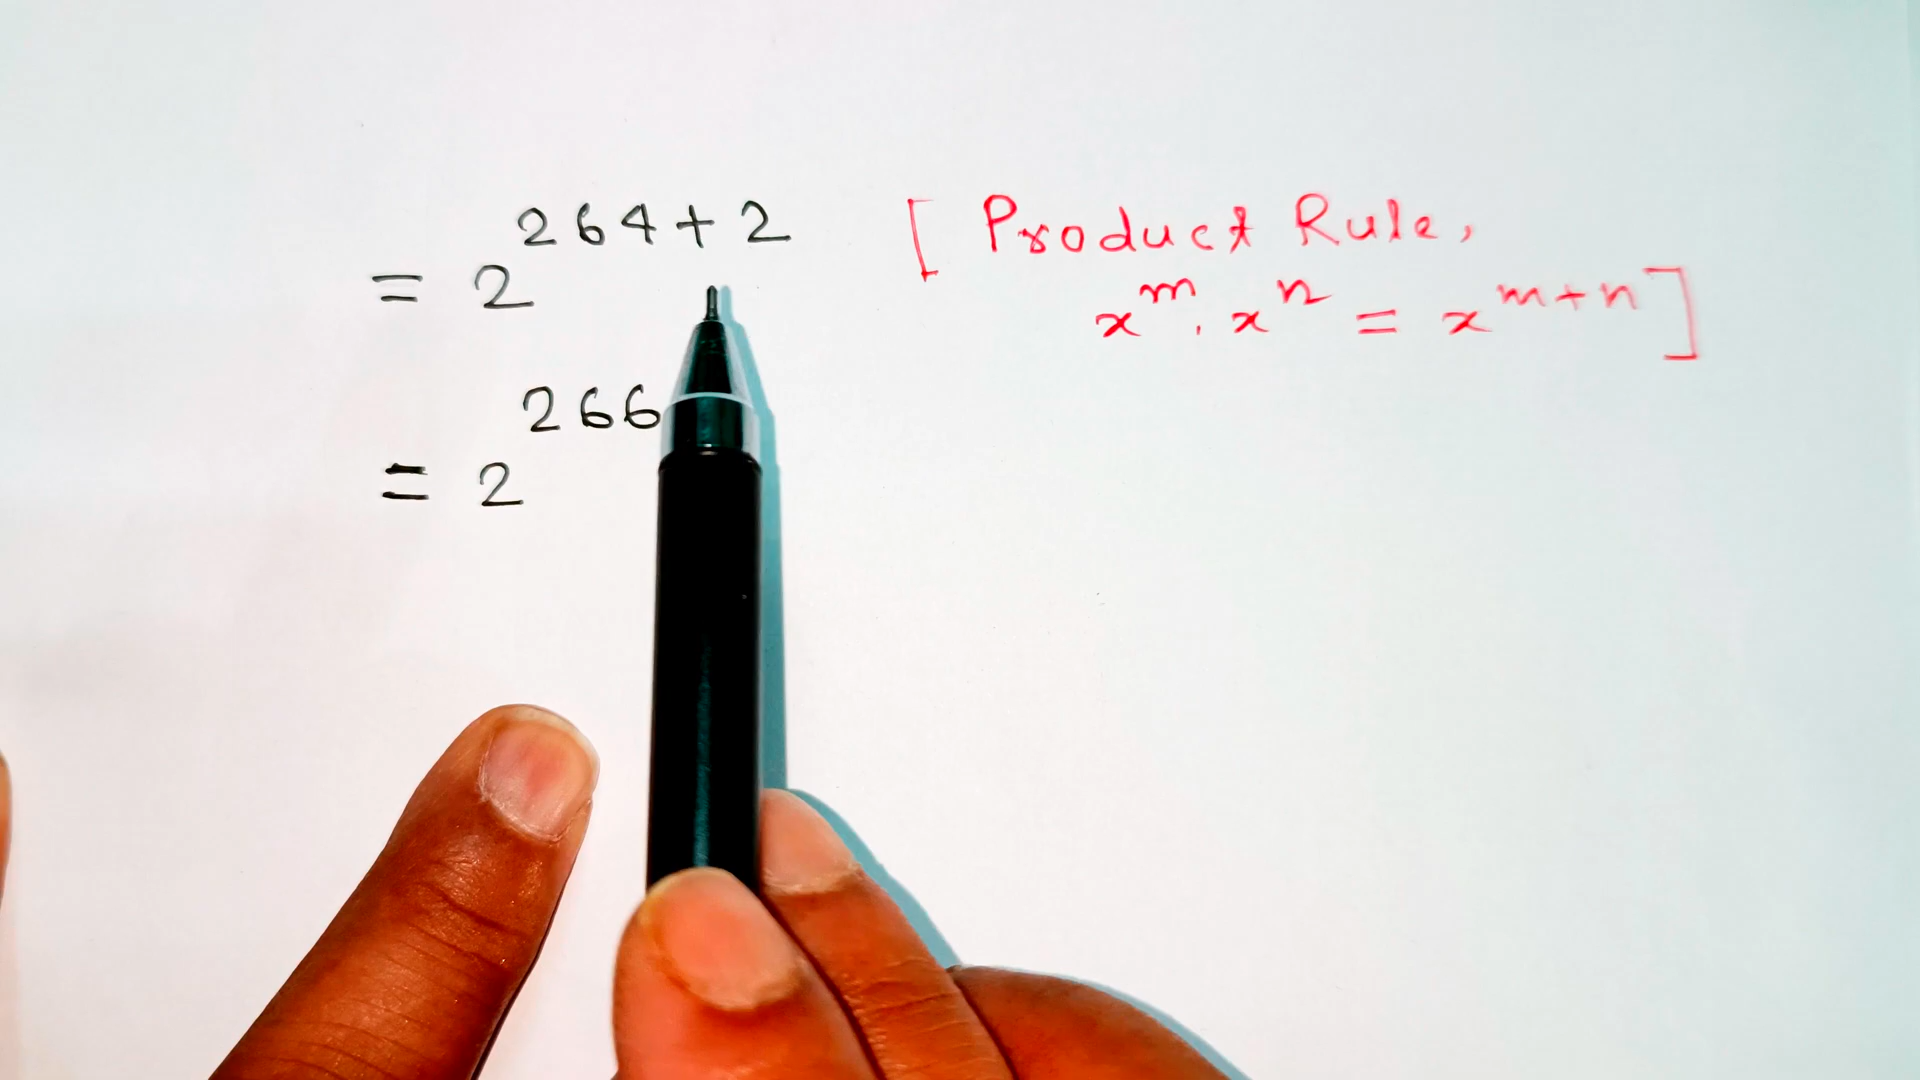 = 2^{264+2} [ Product Rule,
x^m . x^n = x^{m+n} ]
= 2^{266}